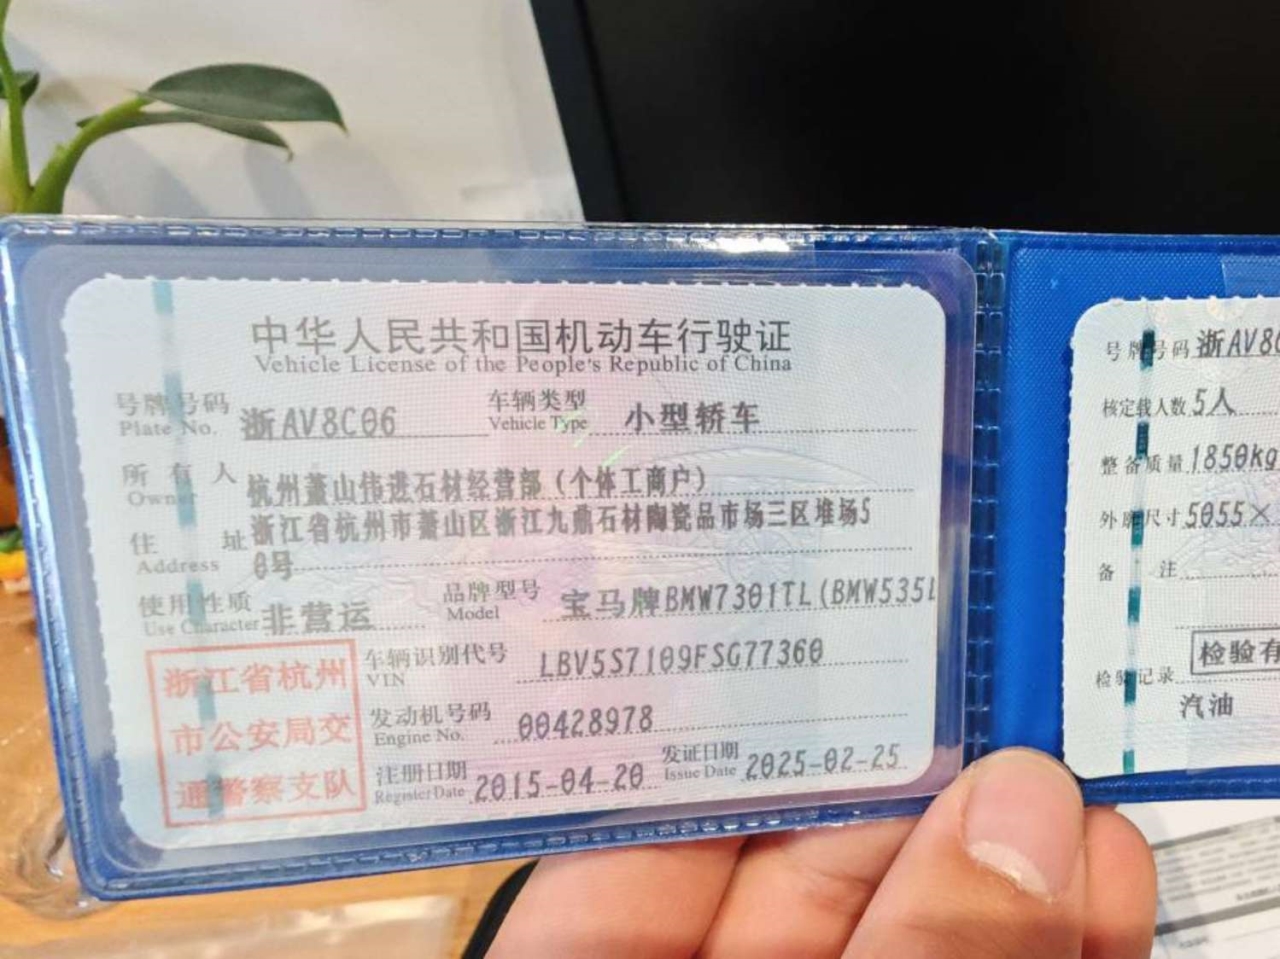 中华人民共和国机动车行驶证
Vehicle License of the People's Republic of China
号牌号码 浙AV8C06 车辆类型 小型轿车
Plate No. Vehicle Type
所有人 杭州萧山伟进石材经营部(个体工商户)
Owner
住址 浙江省杭州市萧山区浙江九鼎石材陶瓷品市场三区堆场5
Address 0号
使用性质 非营运 品牌型号 宝马牌BMW7301TL(BMW535L
Use Character Model
浙江省杭州
市公安局交
通警察支队
车辆识别代号 LBV5S7109FSG77360
VIN
发动机号码 00428978
Engine No.
注册日期 2015-04-20 发证日期 2025-02-25
Register Date Issue Date
号牌号码 浙AV8C
核定载人数 5人
整备质量 1850kg
外廓尺寸 5055×
备注
检验有
检验记录
汽油